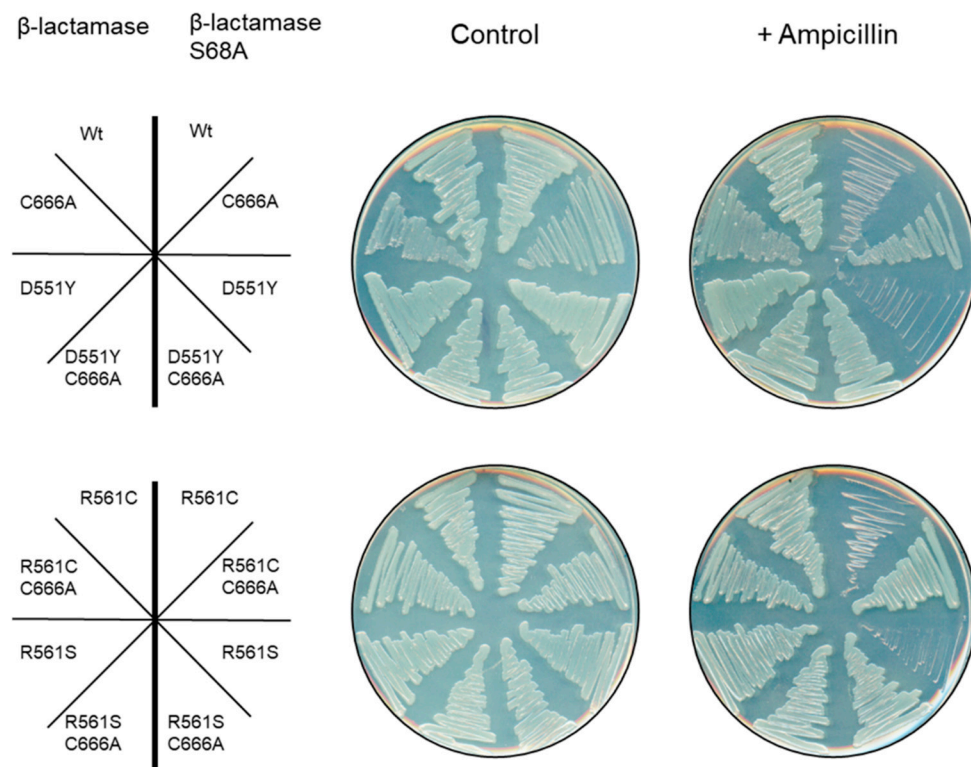 β-lactamase
β-lactamase
S68A
Control
+ Ampicillin
Wt
Wt
C666A
C666A
D551Y
D551Y
D551Y
C666A
D551Y
C666A
R561C
R561C
R561C
C666A
R561C
C666A
R561S
R561S
R561S
C666A
R561S
C666A